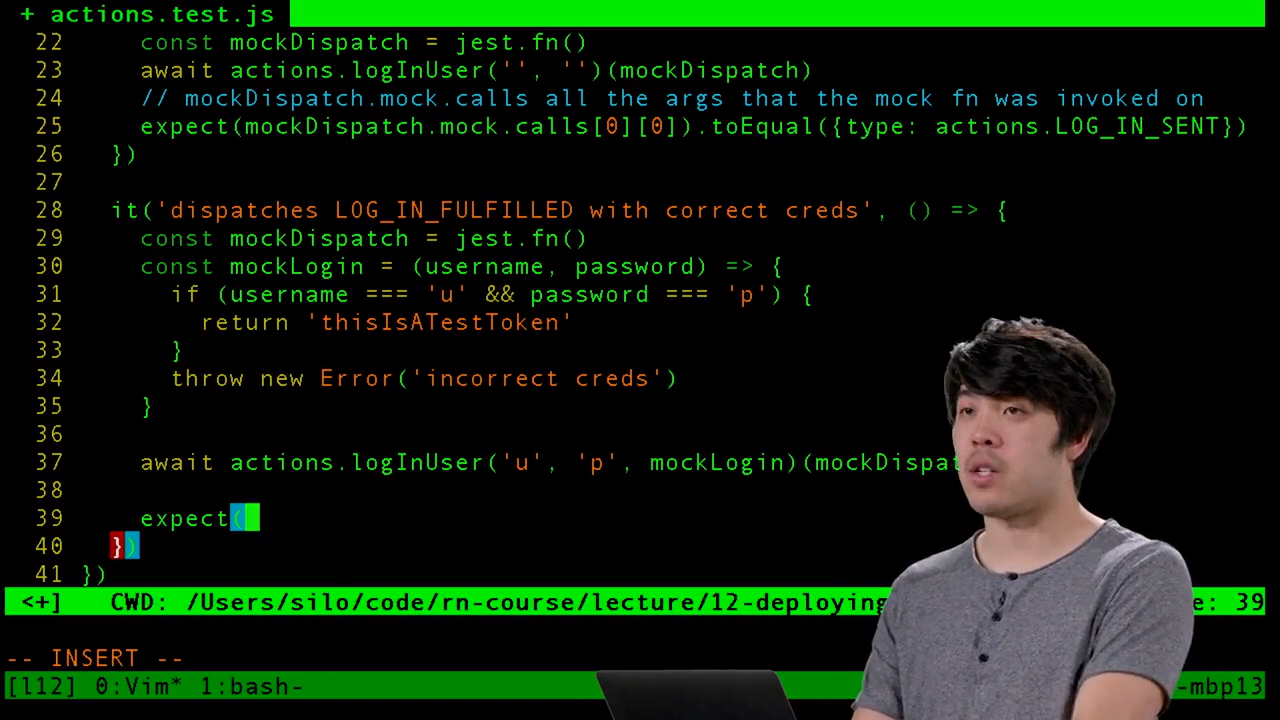 + actions.test.js
22 const mockDispatch = jest.fn()
23 await actions.logInUser('', '')(mockDispatch)
24 // mockDispatch.mock.calls all the args that the mock fn was invoked on
25 expect(mockDispatch.mock.calls[0][0]).toEqual({type: actions.LOG_IN_SENT})
26 })
27
28 it('dispatches LOG_IN_FULFILLED with correct creds', () => {
29 const mockDispatch = jest.fn()
30 const mockLogin = (username, password) => {
31 if (username === 'u' && password === 'p') {
32 return 'thisIsATestToken'
33 }
34 throw new Error('incorrect creds')
35 }
36
37 await actions.logInUser('u', 'p', mockLogin)(mockDispat
38
39 expect(
40 })
41 })
<+] CWD: /Users/silo/code/rn-course/lecture/12-deploying e: 39
-- INSERT --
[l12] 0:Vim* 1:bash- -mbp13